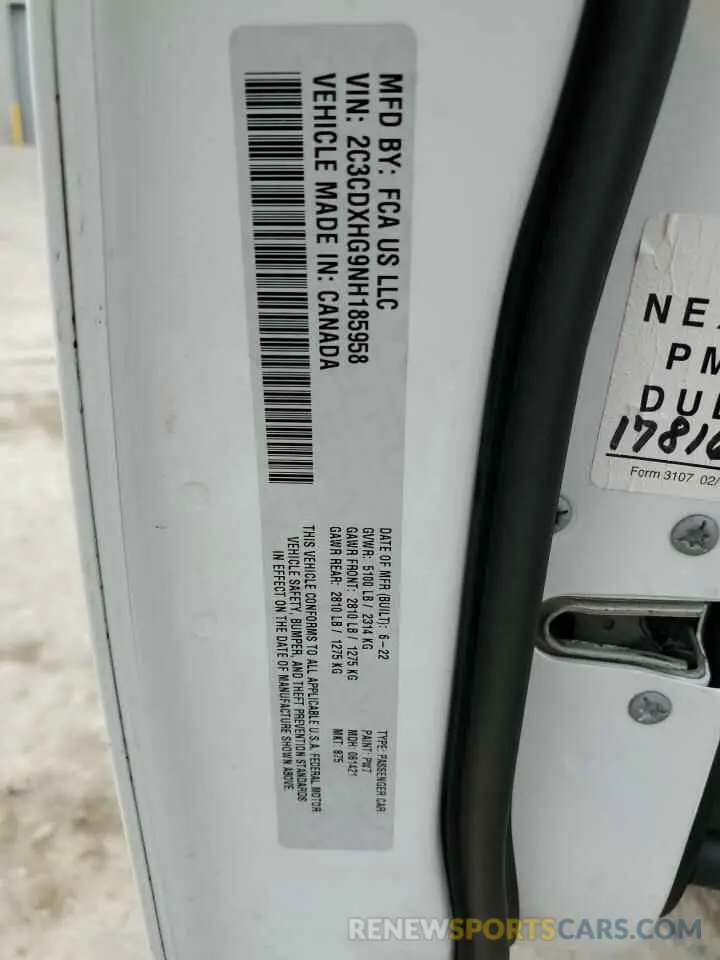 MFD BY: FCA US LLC
VIN: 2C3CDXHG9NH185958
VEHICLE MADE IN: CANADA
DATE OF MFR (BUILT): 6-22
GVWR: 5100 LB / 2314 KG
GAWR FRONT: 2810 LB / 1275 KG
GAWR REAR: 2810 LB / 1275 KG
TYPE: PASSENGER CAR
PAINT: PW7
MDH: 061421
MKT: 875
THIS VEHICLE CONFORMS TO ALL APPLICABLE U.S.A. FEDERAL MOTOR
VEHICLE SAFETY, BUMPER, AND THEFT PREVENTION STANDARDS
IN EFFECT ON THE DATE OF MANUFACTURE SHOWN ABOVE.
PM
1781
Form 3107 02/
RENEWSPORTSCARS.COM